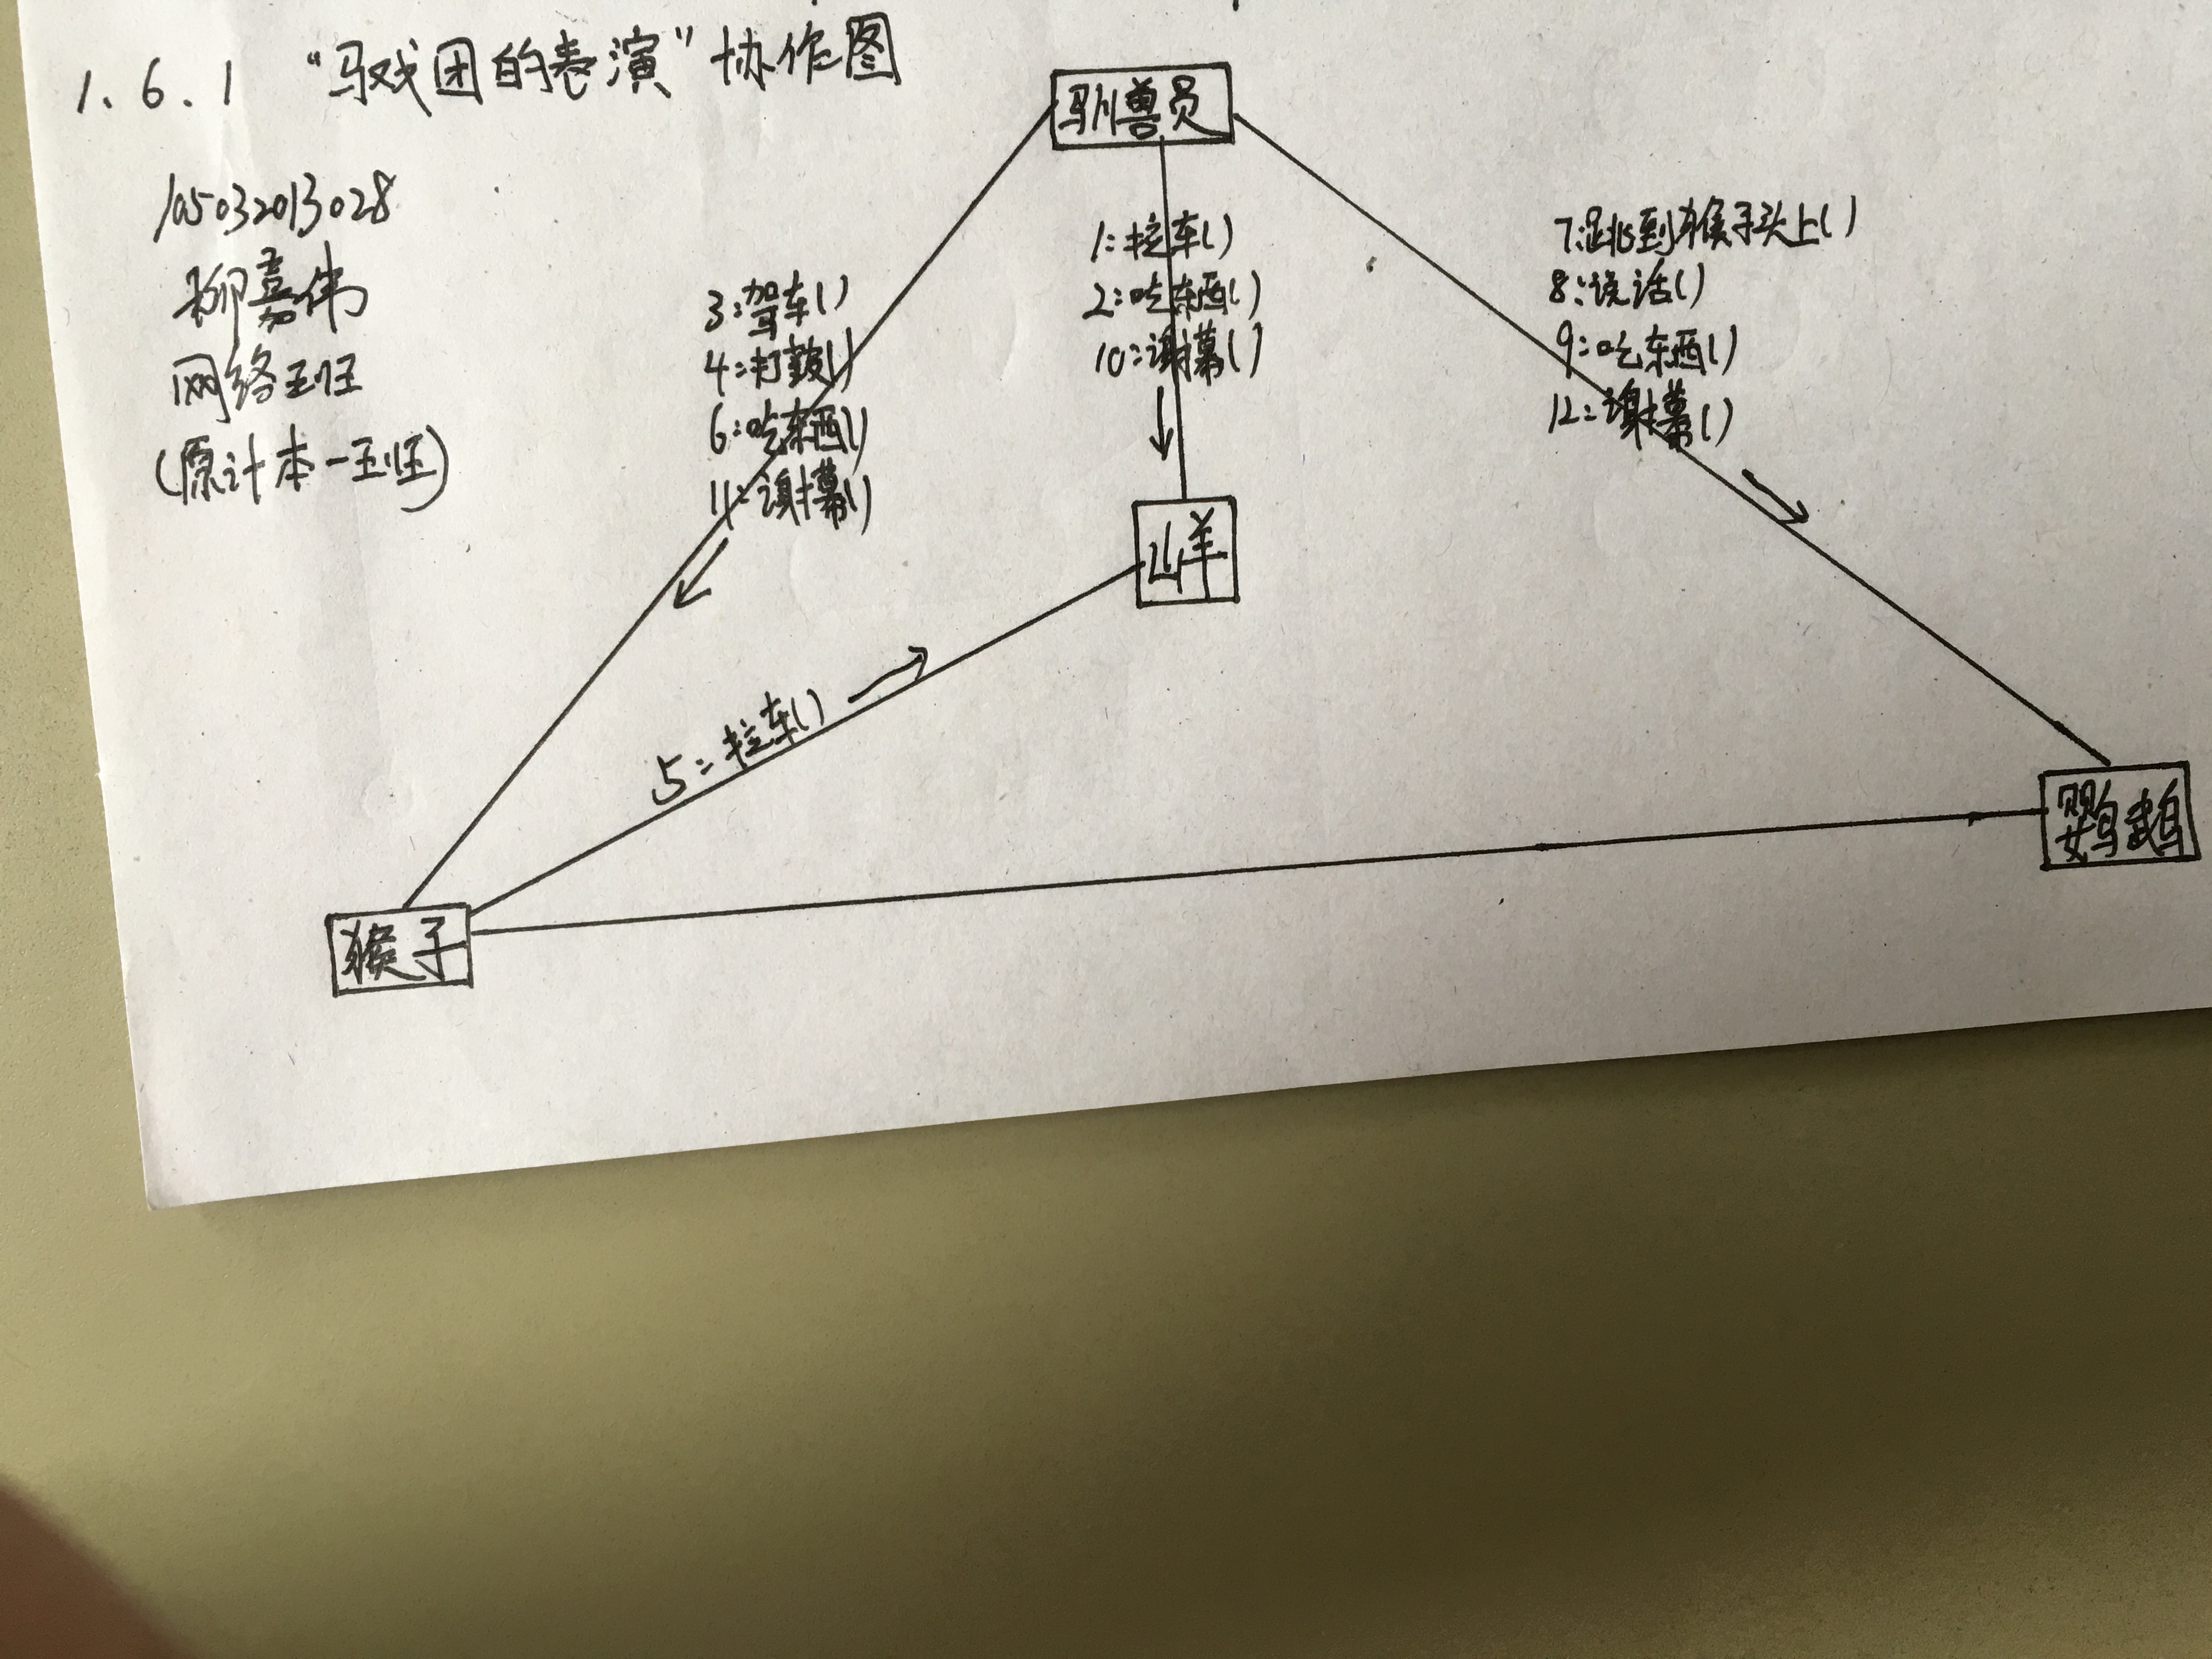 1.6.1 “马戏团的表演”协作图
驯兽员
105032013028
柳嘉伟
网络班
(原计本一班)
3:驾车()
4:打鼓()
6:吃东西()
11:谢幕()
1:拉车()
2:吃东西()
10:谢幕()
7:跳到猴子头上()
8:说话()
9:吃东西()
12:谢幕()
山羊
5:拉车()
鹦鹉
猴子